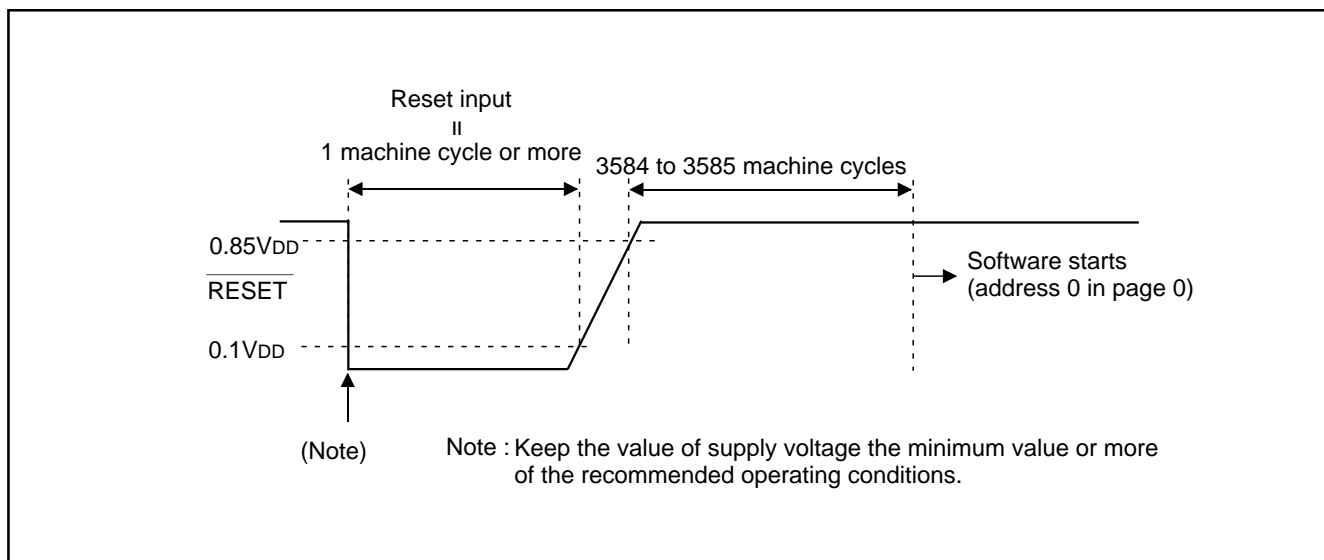 Reset input
=
1 machine cycle or more
3584 to 3585 machine cycles
0.85VDD
RESET
0.1VDD
Software starts
(address 0 in page 0)
(Note)
Note : Keep the value of supply voltage the minimum value or more
of the recommended operating conditions.